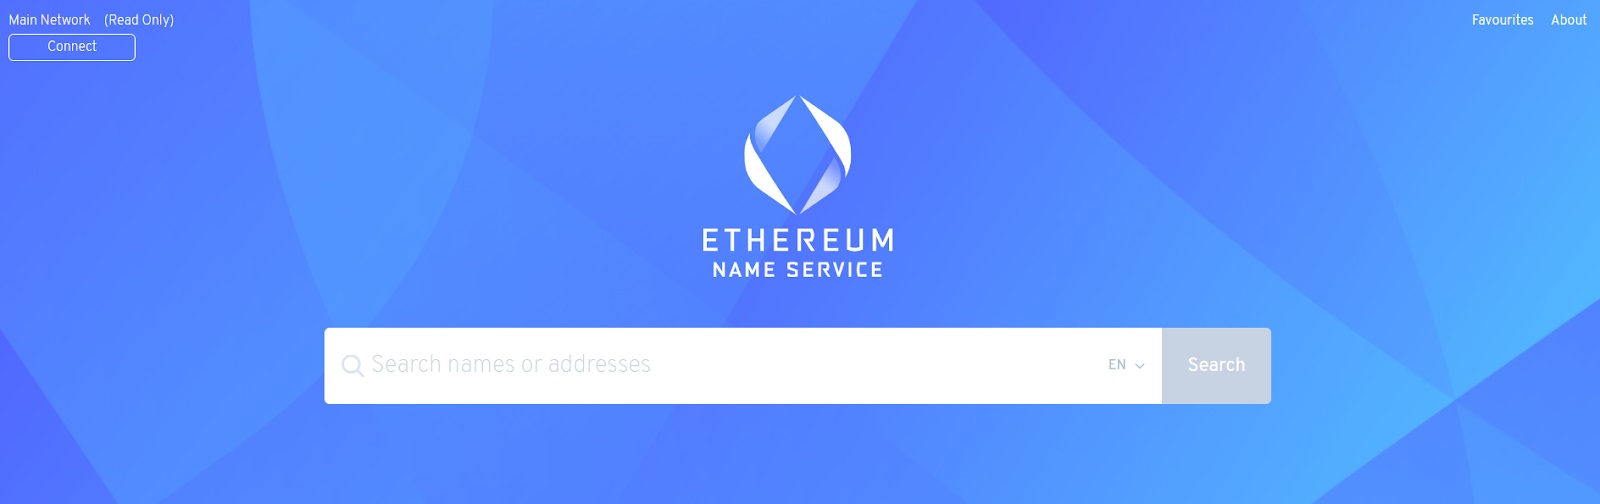 Main Network (Read Only)
Connect
Favourites About
ETHEREUM
NAME SERVICE
Search names or addresses
EN
Search